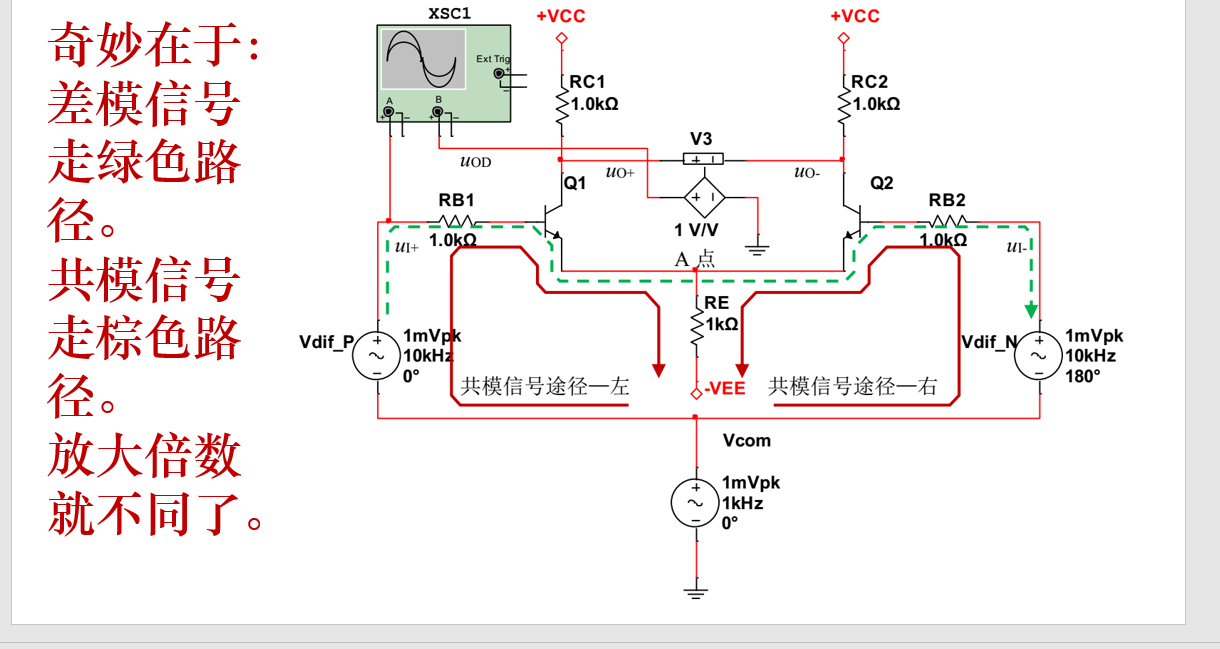 奇妙在于:
差模信号
走绿色路
径。
共模信号
走棕色路
径。
放大倍数
就不同了。
XSC1
Ext Trig
+
_
A
B
+ _
+ _
+VCC
+VCC
RC1
1.0kΩ
RC2
1.0kΩ
V3
uOD
uO+
uO-
Q1
Q2
RB1
1.0kΩ
RB2
1.0kΩ
1 V/V
uI+
uI-
A 点
RE
1kΩ
Vdif_P
1mVpk
10kHz
0°
Vdif_N
1mVpk
10kHz
180°
共模信号途径—左
-VEE
共模信号途径—右
Vcom
1mVpk
1kHz
0°